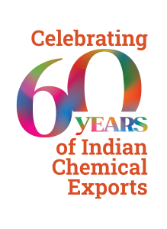 Celebrating
60
YEARS
of Indian
Chemical
Exports